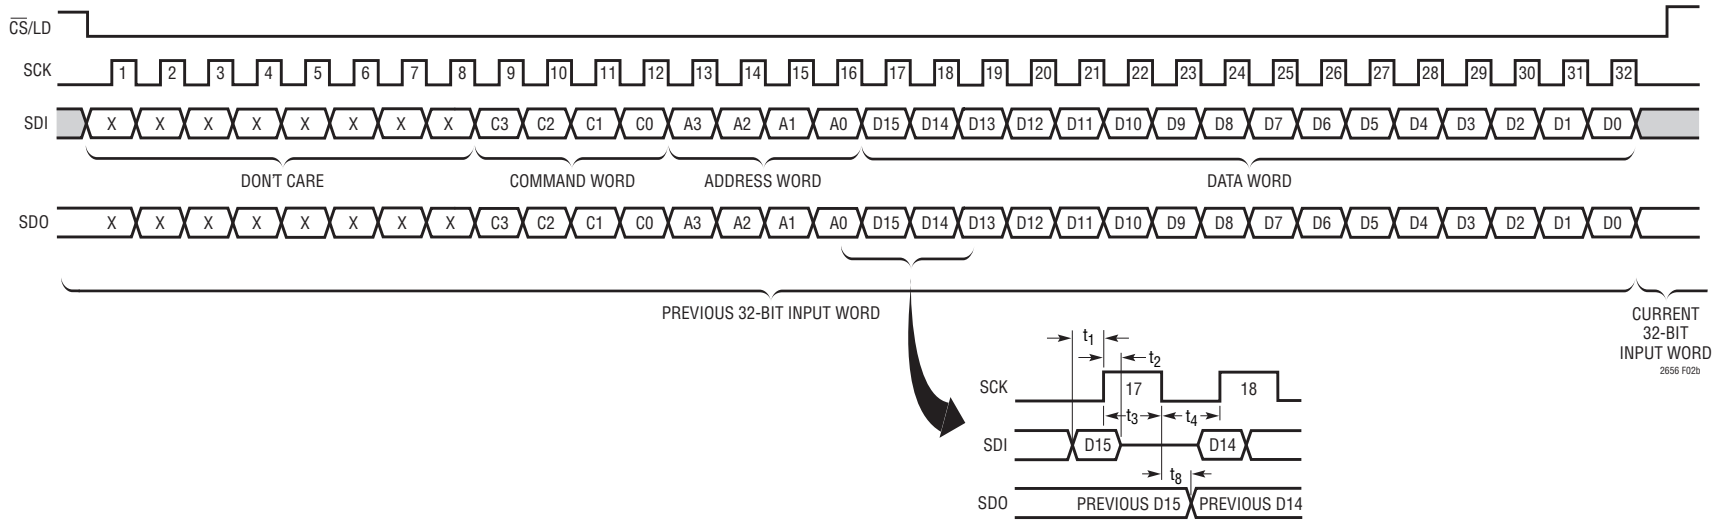 CS/LD
SCK 1 2 3 4 5 6 7 8 9 10 11 12 13 14 15 16 17 18 19 20 21 22 23 24 25 26 27 28 29 30 31 32
SDI X X X X X X X X C3 C2 C1 C0 A3 A2 A1 A0 D15 D14 D13 D12 D11 D10 D9 D8 D7 D6 D5 D4 D3 D2 D1 D0
DON'T CARE COMMAND WORD ADDRESS WORD DATA WORD
SDO X X X X X X X X C3 C2 C1 C0 A3 A2 A1 A0 D15 D14 D13 D12 D11 D10 D9 D8 D7 D6 D5 D4 D3 D2 D1 D0
PREVIOUS 32-BIT INPUT WORD
CURRENT
32-BIT
INPUT WORD
2656 F02b
t1
t2
SCK 17 18
t3 t4
SDI D15 D14
t8
SDO PREVIOUS D15 PREVIOUS D14